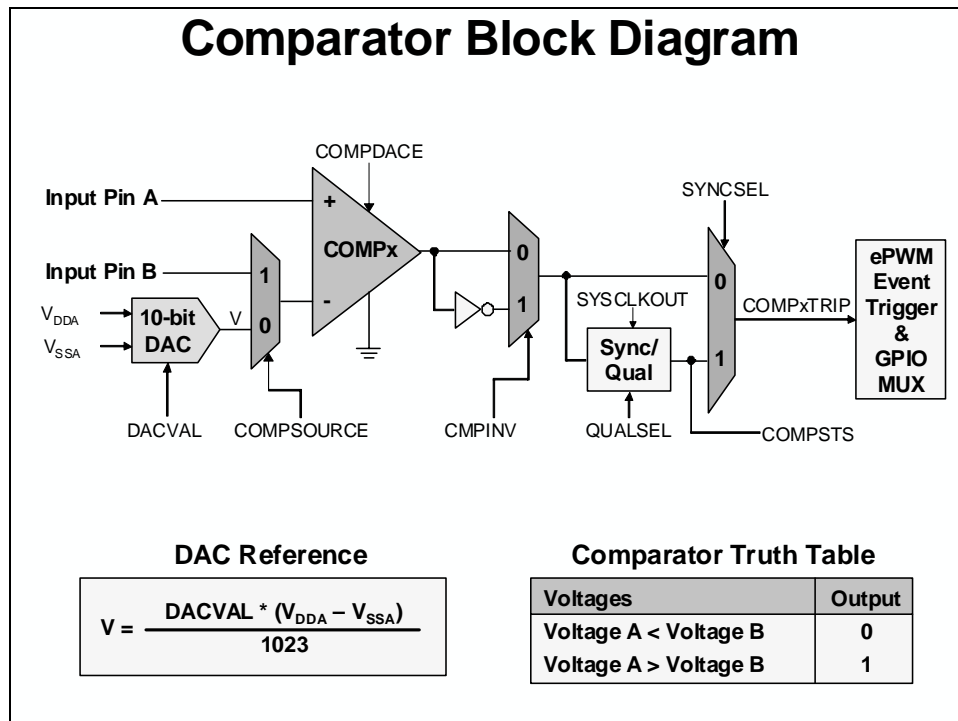 Comparator Block Diagram
COMPDACE
Input Pin A
+
COMPx
SYNCSEL
Input Pin B
1
0
-
VDDA
VSSA
10-bit
DAC
V
0
1
SYSCLKOUT
Sync/
Qual
0
1
COMPxTRIP
ePWM
Event
Trigger
&
GPIO
MUX
DACVAL
COMPSOURCE
CMPINV
QUALSEL
COMPSTS
DAC Reference
V = DACVAL * (VDDA – VSSA)
1023
Comparator Truth Table
Voltages Output
Voltage A < Voltage B 0
Voltage A > Voltage B 1